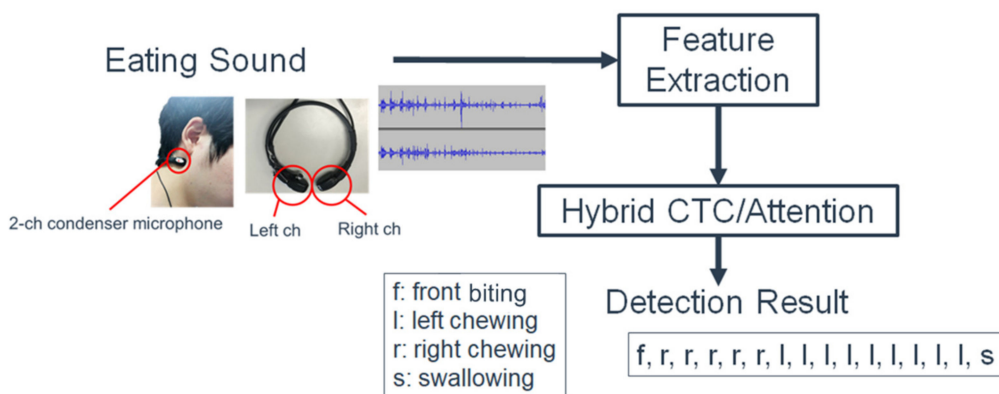 Eating Sound
Feature
Extraction
2-ch condenser microphone
Left ch
Right ch
Hybrid CTC/Attention
f: front biting
l: left chewing
r: right chewing
s: swallowing
Detection Result
f, r, r, r, r, r, l, l, l, l, l, l, l, l, l, s